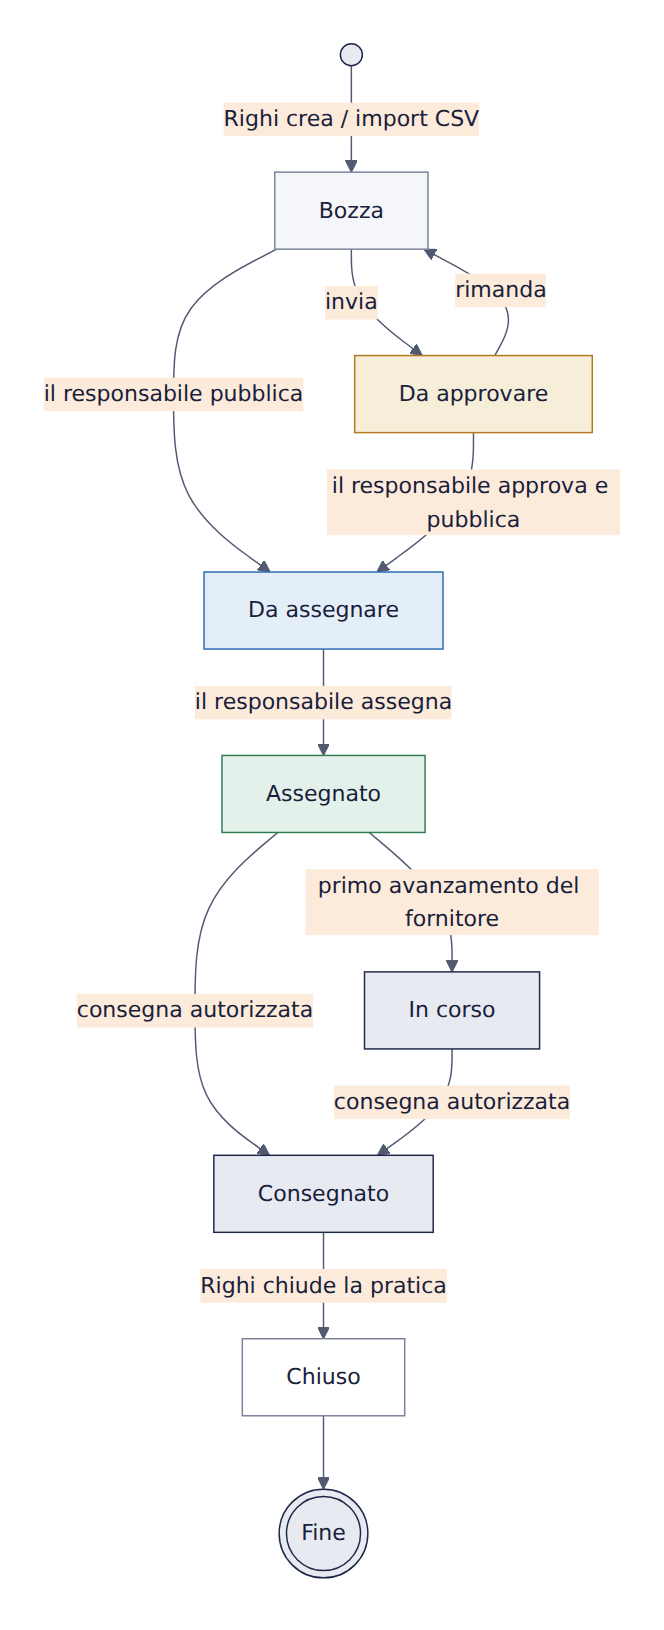 Righi crea / import CSV
Bozza
rimanda
invia
il responsabile pubblica
Da approvare
il responsabile approva e
pubblica
Da assegnare
il responsabile assegna
Assegnato
primo avanzamento del
fornitore
consegna autorizzata
In corso
consegna autorizzata
Consegnato
Righi chiude la pratica
Chiuso
Fine